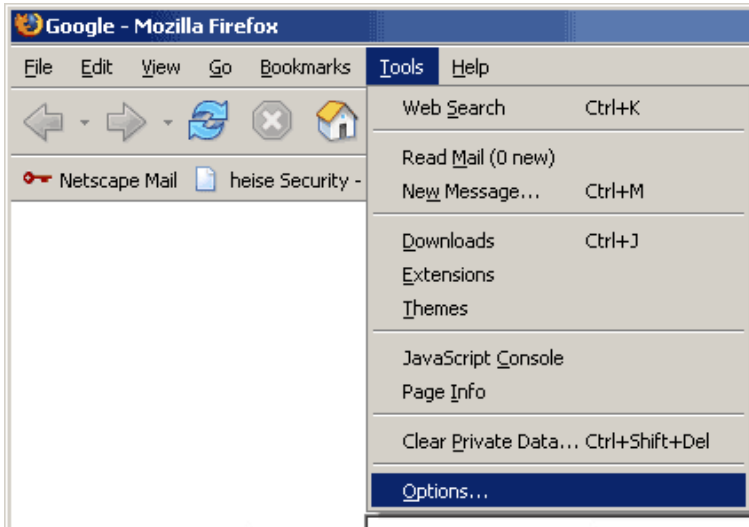 Google - Mozilla Firefox
File Edit View Go Bookmarks Tools Help
Netscape Mail heise Security -
Web Search Ctrl+K
Read Mail (0 new)
New Message... Ctrl+M
Downloads Ctrl+J
Extensions
Themes
JavaScript Console
Page Info
Clear Private Data... Ctrl+Shift+Del
Options...